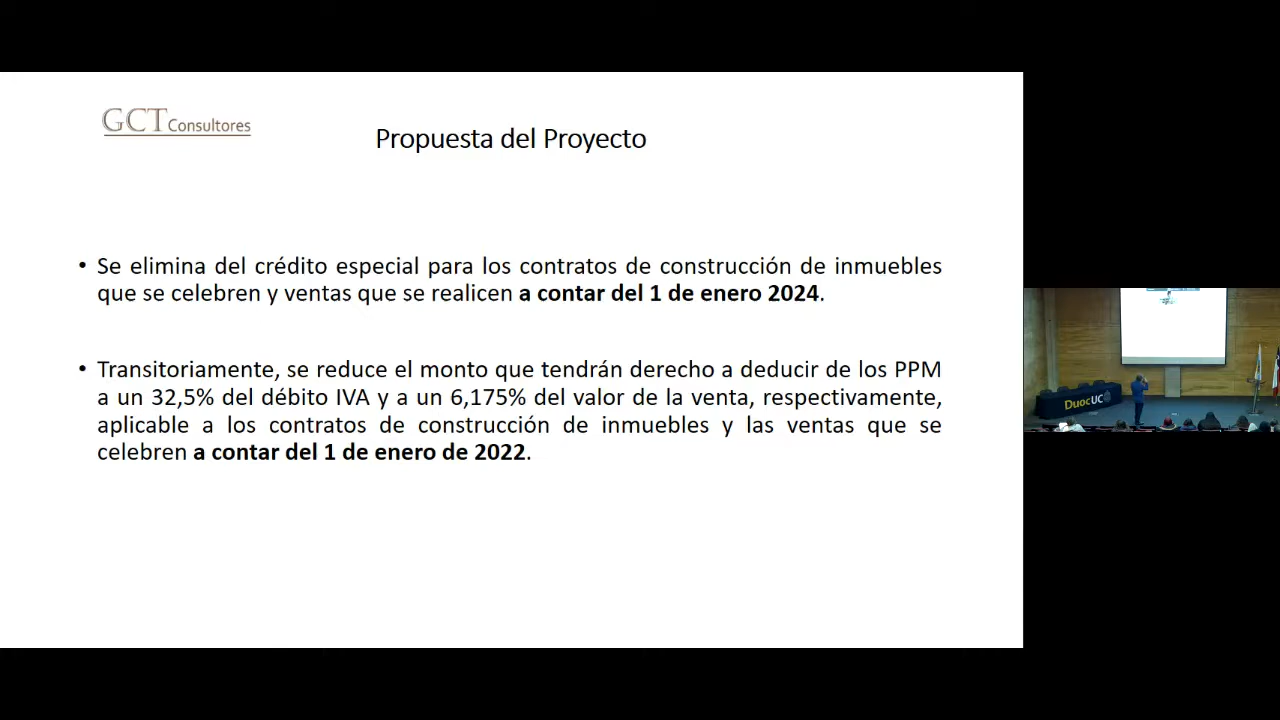 GCT Consultores
Propuesta del Proyecto
• Se elimina del crédito especial para los contratos de construcción de inmuebles
que se celebren y ventas que se realicen a contar del 1 de enero 2024.
• Transitoriamente, se reduce el monto que tendrán derecho a deducir de los PPM
a un 32,5% del débito IVA y a un 6,175% del valor de la venta, respectivamente,
aplicable a los contratos de construcción de inmuebles y las ventas que se
celebren a contar del 1 de enero de 2022.
DuocUC